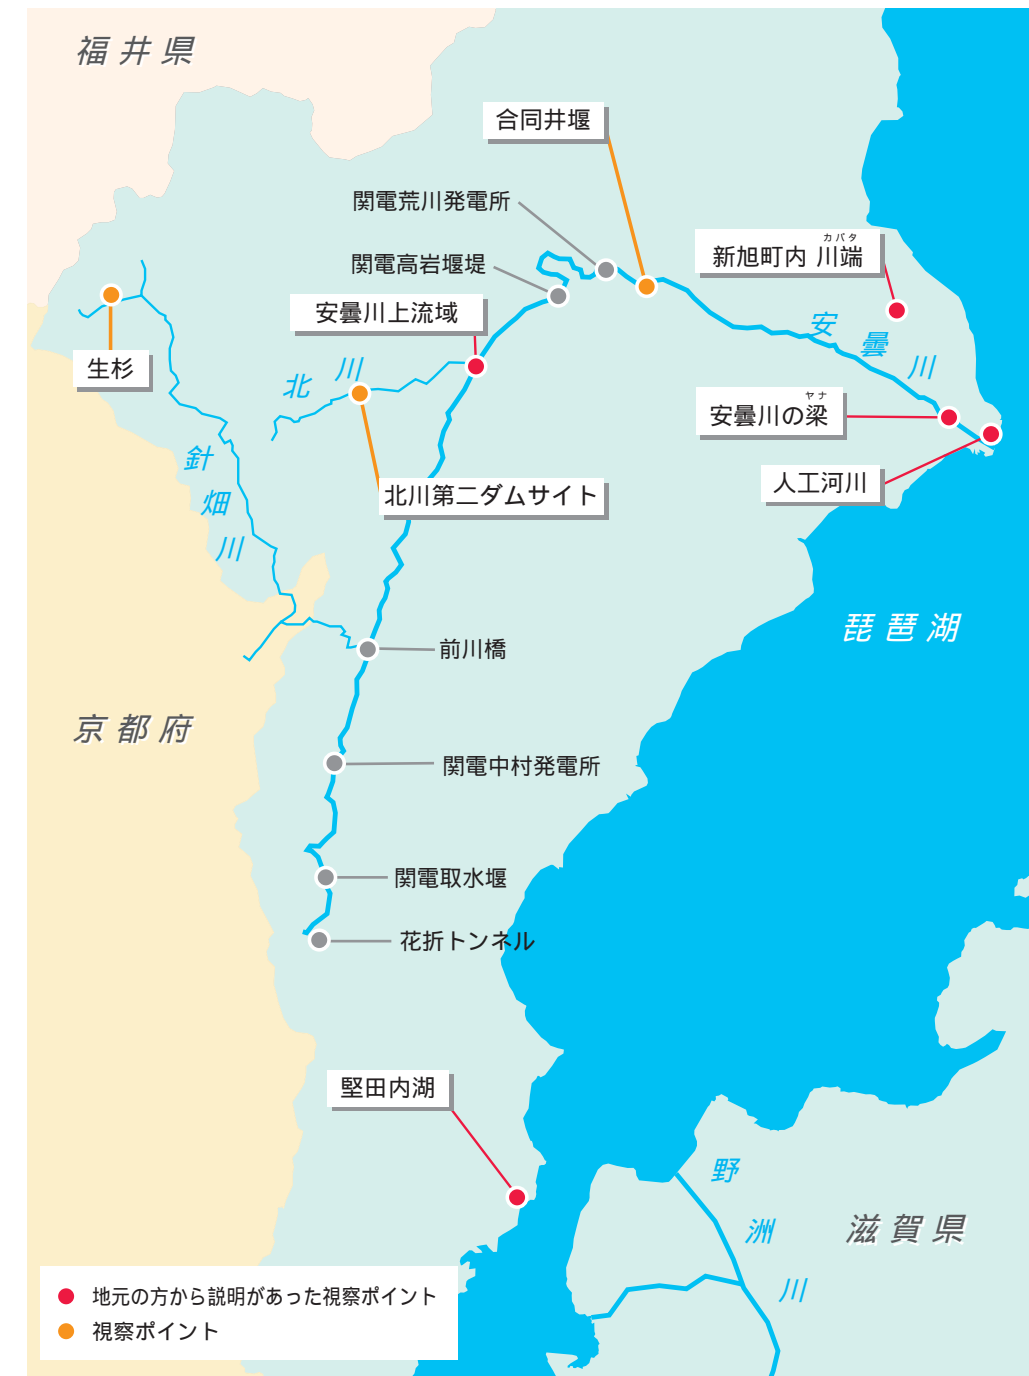 福井県
合同井堰
関電荒川発電所
カバタ
新旭町内 川端
関電高岩堰堤
安曇川上流域
安曇川
生杉
北川
ヤナ
安曇川の梁
針畑川
人工河川
北川第二ダムサイト
琵琶湖
前川橋
京都府
関電中村発電所
関電取水堰
花折トンネル
堅田内湖
野洲川
滋賀県
地元の方から説明があった視察ポイント
視察ポイント